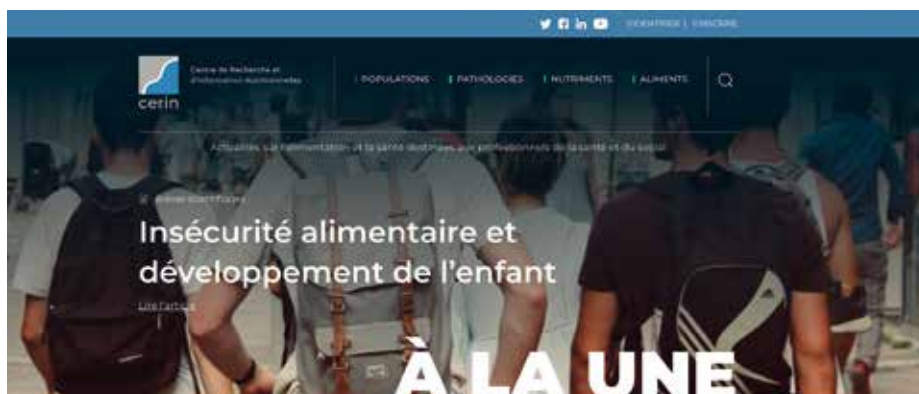 S'IDENTIFIER | S'INSCRIRE
Centre de Recherche et
d'Information Nutritionnelles
cerin
POPULATIONS
PATHOLOGIES
NUTRIMENTS
ALIMENTS
Actualités sur l'alimentation et la santé destinées aux professionnels de la santé et du social
Insécurité alimentaire et
développement de l'enfant
Lire l'article
À LA UNE